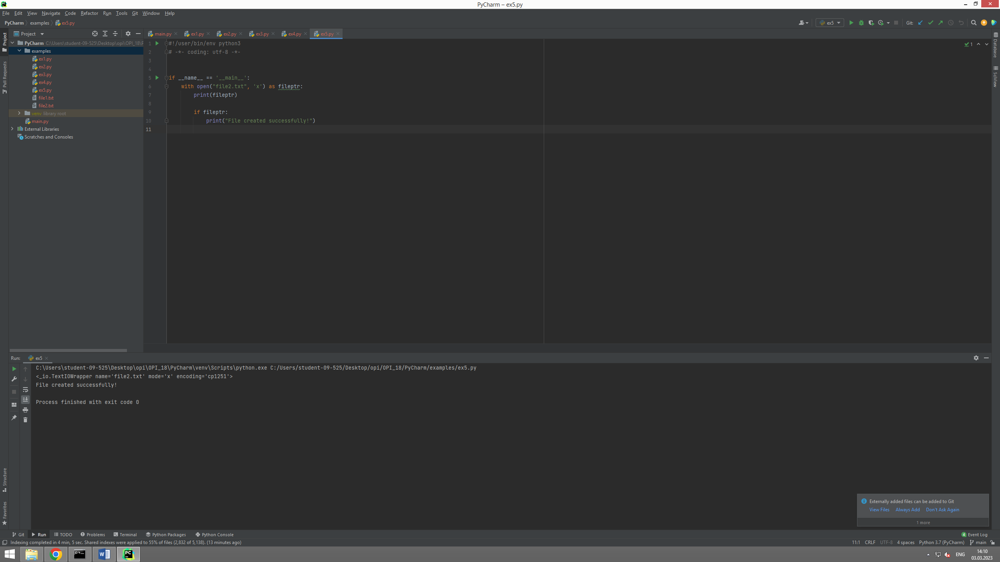 PyCharm – ex5.py
File Edit View Navigate Code Refactor Run Tools Git Window Help
PyCharm examples ex5.py
ex5 Git:
Project
main.py ex1.py ex2.py ex3.py ex4.py ex5.py
Project
Pull Requests
Structure
Favorites
Database
SciView
PyCharm C:\Users\student-09-525\Desktop\opi\OPI_18\P
examples
ex1.py
ex2.py
ex3.py
ex4.py
ex5.py
file1.txt
file2.txt
venv library root
main.py
External Libraries
Scratches and Consoles
1 #!/user/bin/env python3
2 # -*- coding: utf-8 -*-
3
4
5 if __name__ == '__main__':
6 with open("file2.txt", 'x') as fileptr:
7 print(fileptr)
8
9 if fileptr:
10 print("File created successfully!")
11
1
Run: ex5
C:\Users\student-09-525\Desktop\opi\OPI_18\PyCharm\venv\Scripts\python.exe C:/Users/student-09-525/Desktop/opi/OPI_18/PyCharm/examples/ex5.py
<_io.TextIOWrapper name='file2.txt' mode='x' encoding='cp1251'>
File created successfully!
Process finished with exit code 0
Externally added files can be added to Git
View Files Always Add Don't Ask Again
1 more
Git Run TODO Problems Terminal Python Packages Python Console
4 Event Log
Indexing completed in 4 min, 5 sec. Shared indexes were applied to 55% of files (2,832 of 5,138). (13 minutes ago)
11:1 CRLF UTF-8 4 spaces Python 3.7 (PyCharm) main
ENG
14:10
03.03.2023